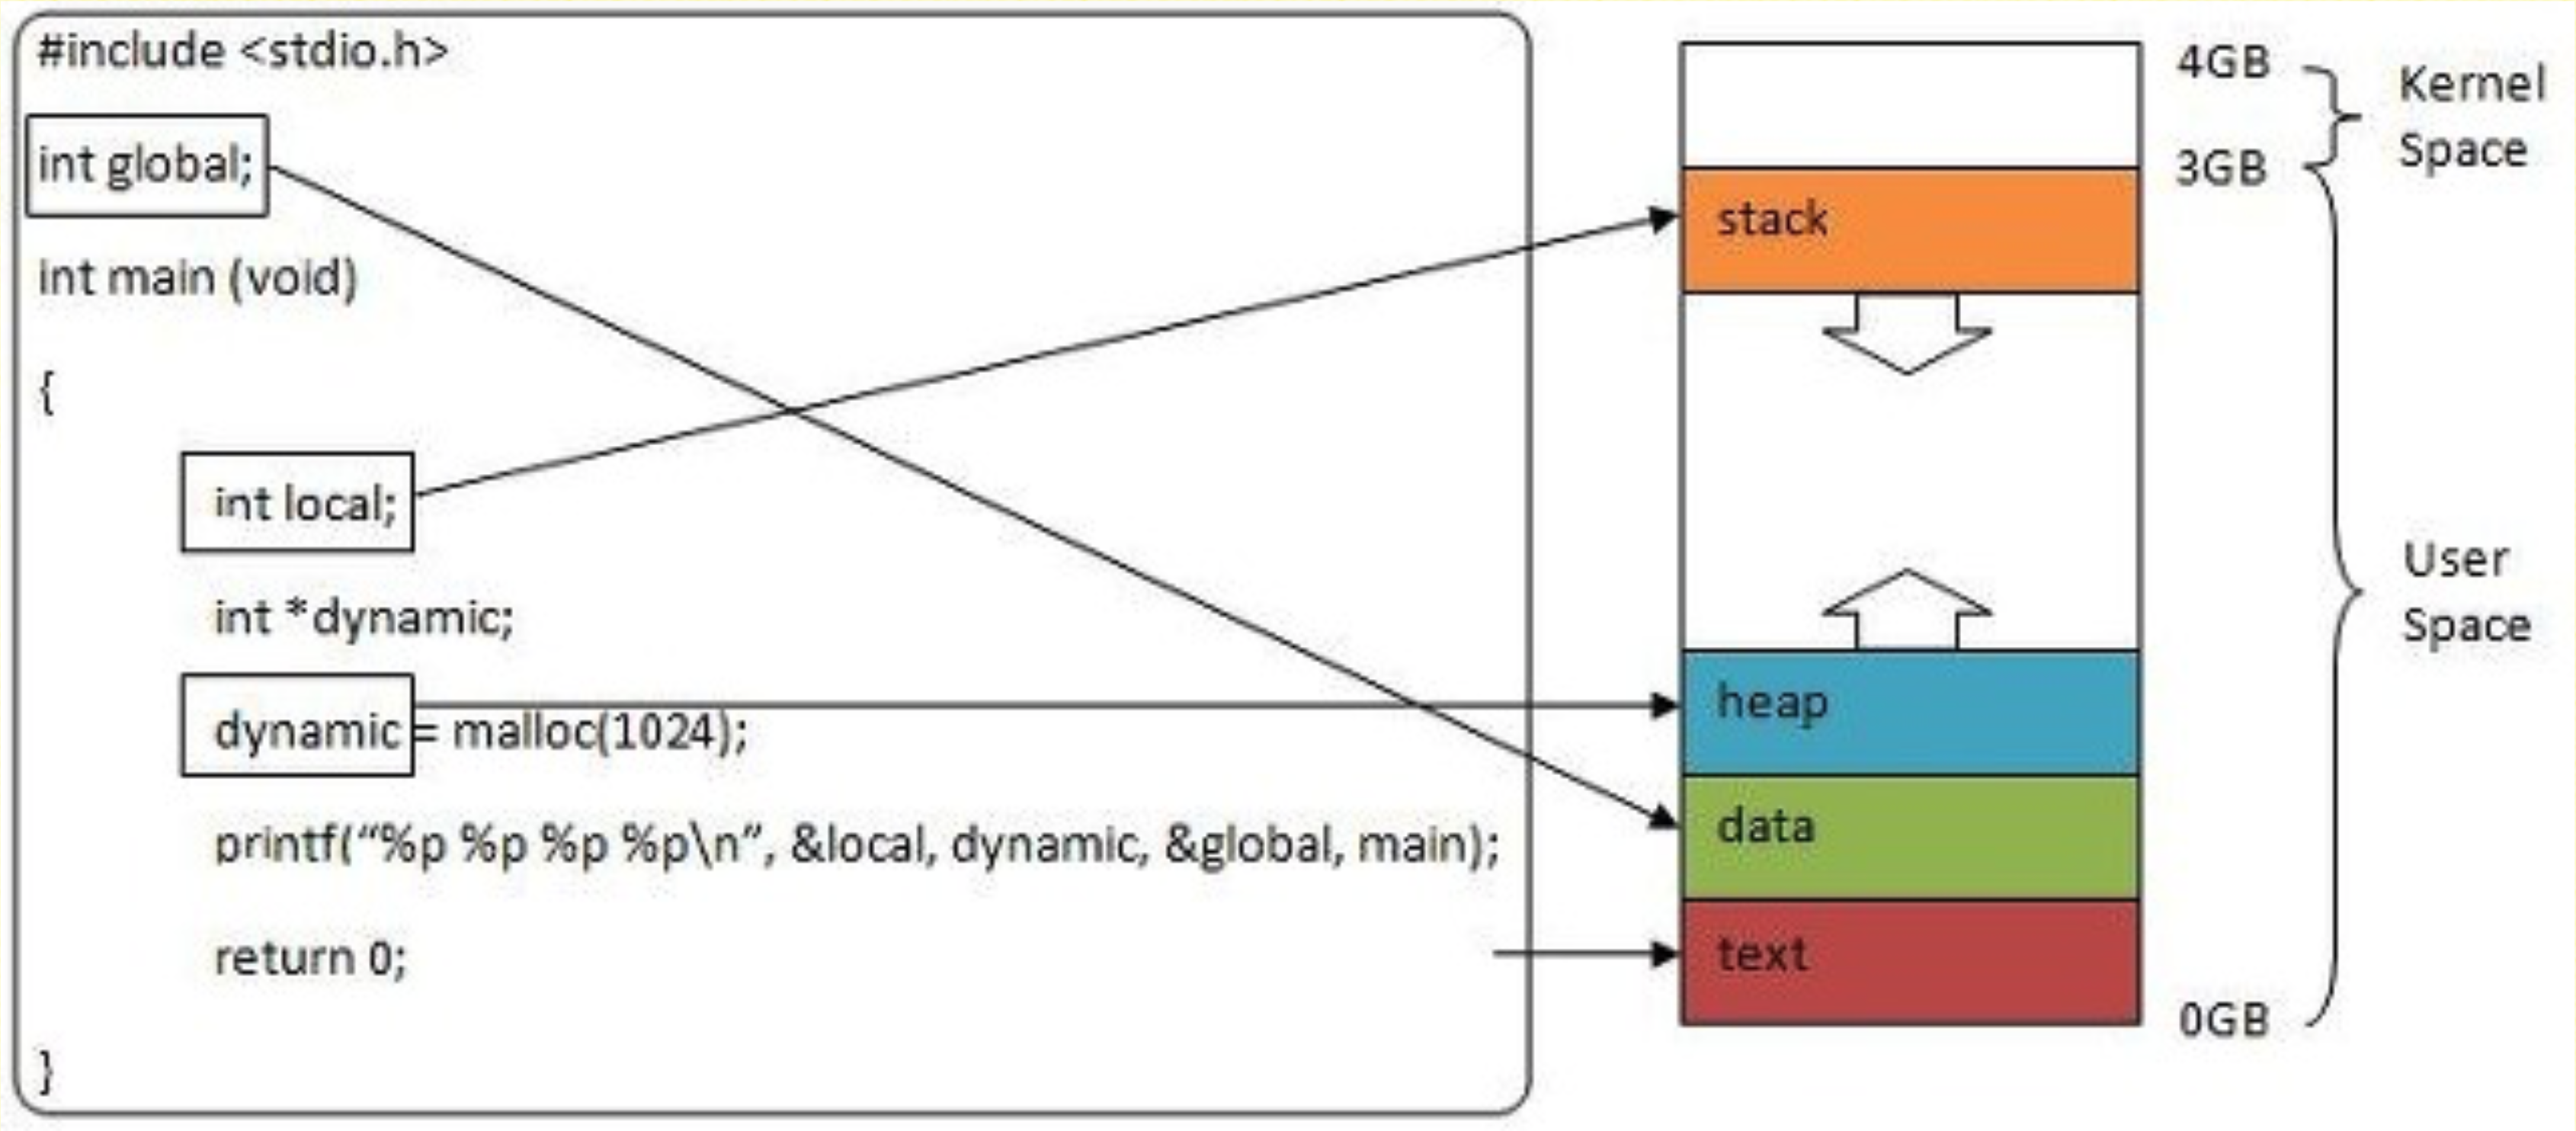 #include <stdio.h>
int global;
int main (void)
{
int local;
int *dynamic;
dynamic = malloc(1024);
printf(“%p %p %p %p\n”, &local, dynamic, &global, main);
return 0;
}
stack
heap
data
text
4GB
3GB
0GB
Kernel
Space
User
Space